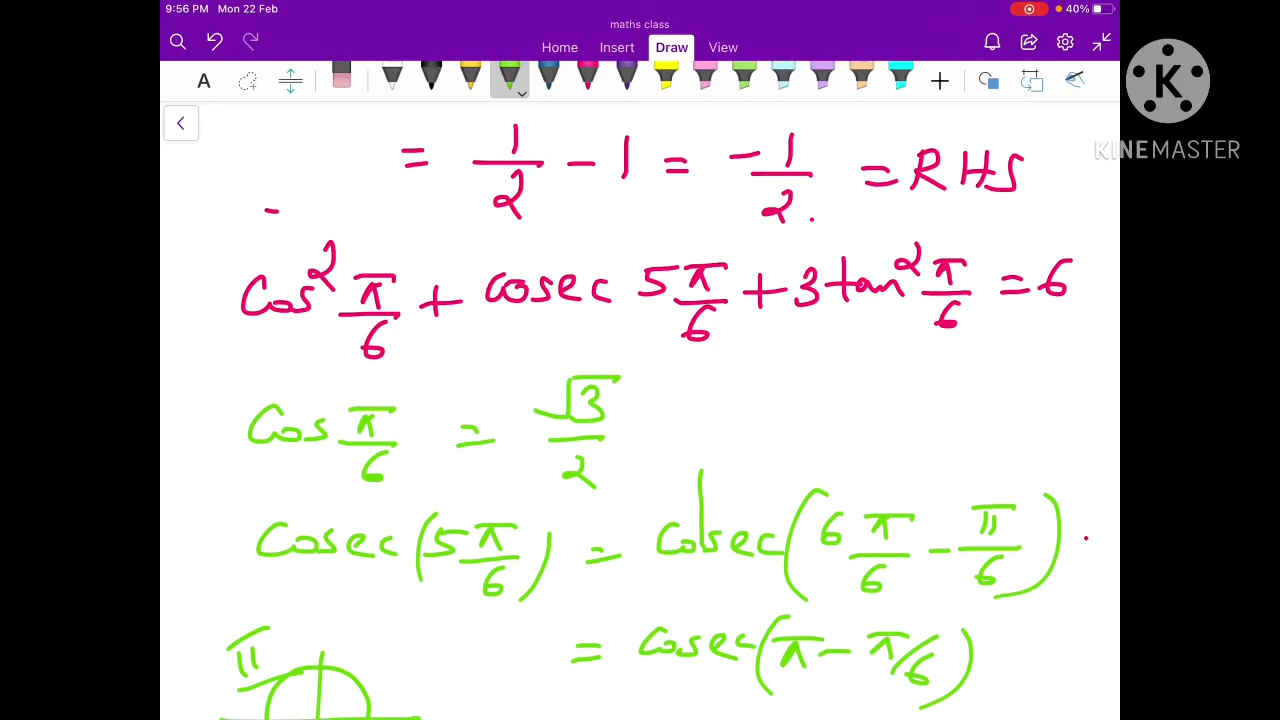 9:56 PM Mon 22 Feb
40%
maths class
Home Insert Draw View
A
K
KINEMASTER
= 1/2 - 1 = -1/2 = RHS
Cos² π/6 + cosec 5π/6 + 3 tan² π/6 = 6
Cos π/6 = √3/2
Cosec (5π/6) = Cosec (6π/6 - π/6)
= Cosec (π - π/6)
π